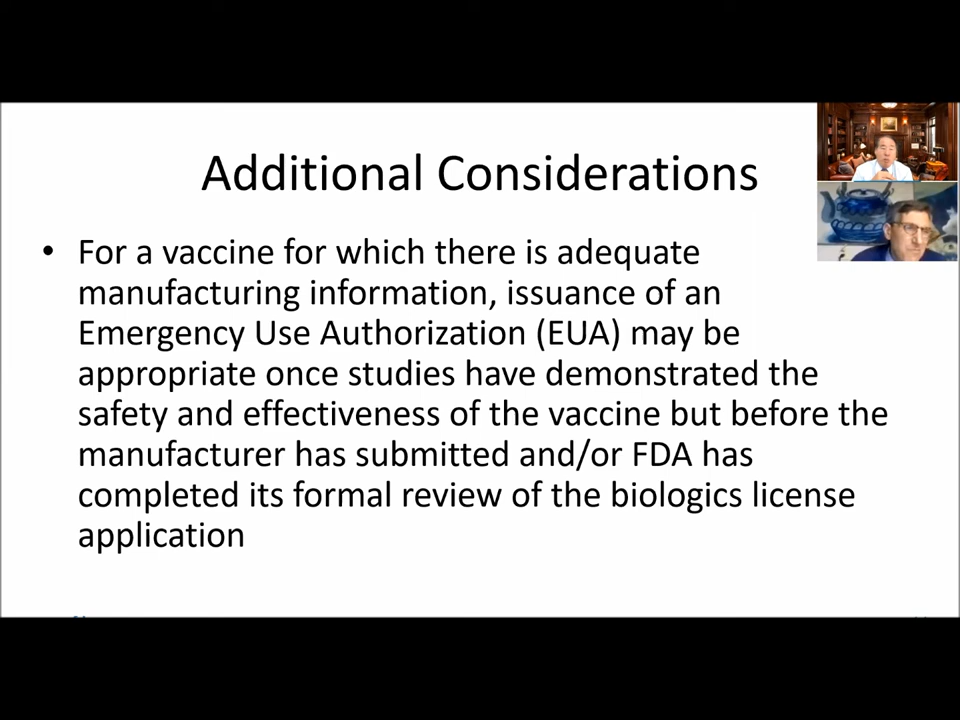 Additional Considerations
• For a vaccine for which there is adequate
manufacturing information, issuance of an
Emergency Use Authorization (EUA) may be
appropriate once studies have demonstrated the
safety and effectiveness of the vaccine but before the
manufacturer has submitted and/or FDA has
completed its formal review of the biologics license
application